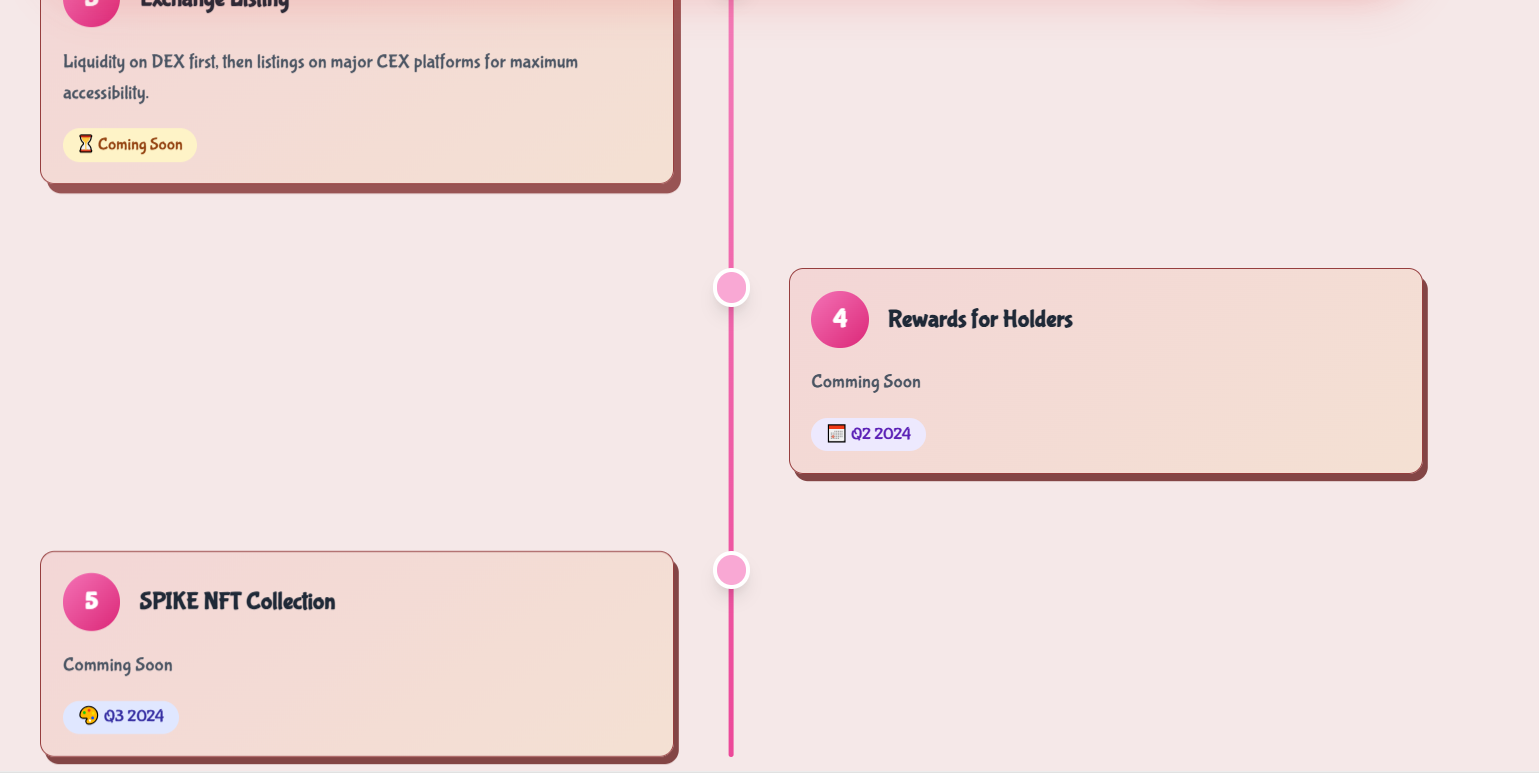 3 Exchange Listing
Liquidity on DEX first, then listings on major CEX platforms for maximum
accessibility.
⏳ Coming Soon
4 Rewards for Holders
Comming Soon
📅 Q2 2024
5 SPIKE NFT Collection
Comming Soon
🎨 Q3 2024